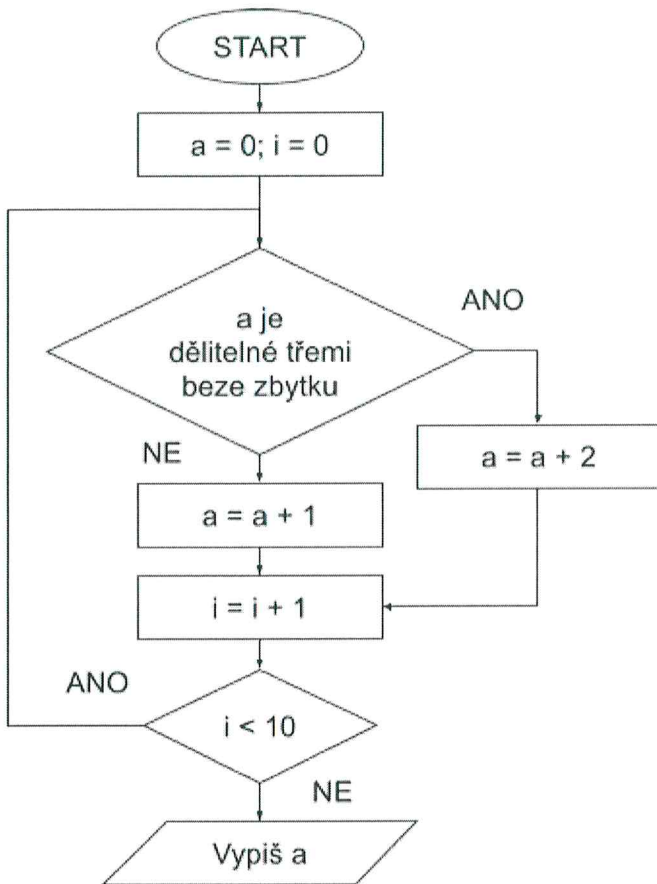 START
a = 0; i = 0
a je
dělitelné třemi
beze zbytku
ANO
NE
a = a + 2
a = a + 1
i = i + 1
ANO
i < 10
NE
Vypiš a